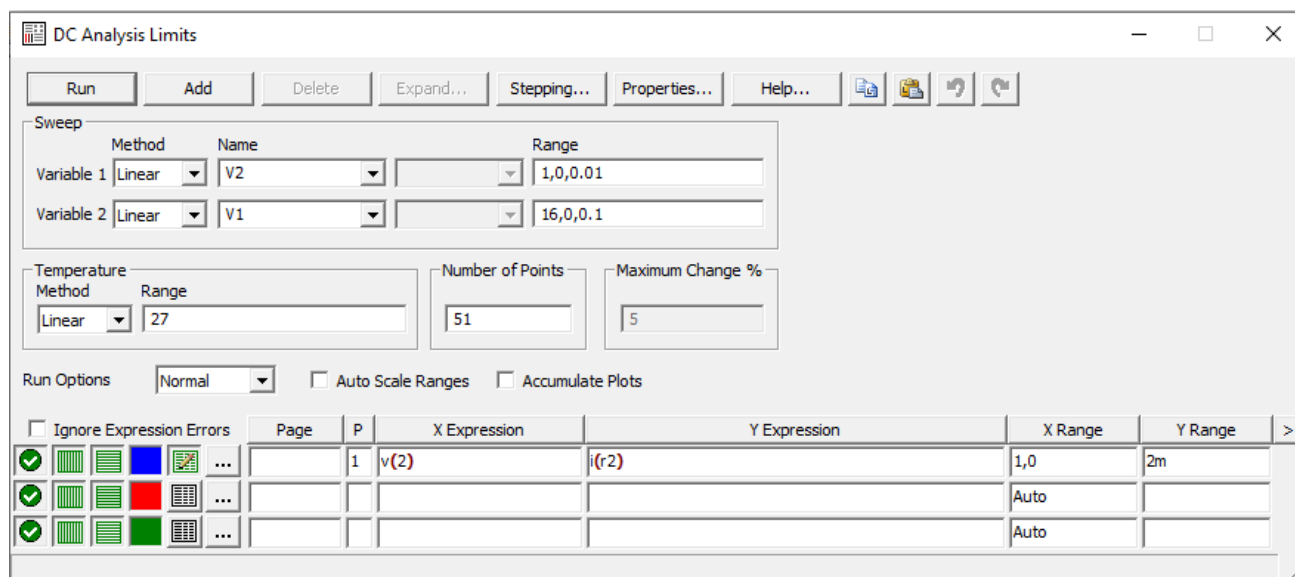 DC Analysis Limits
Run Add Delete Expand... Stepping... Properties... Help...
Sweep
Method Name Range
Variable 1 Linear V2 1,0,0.01
Variable 2 Linear V1 16,0,0.1
Temperature Number of Points Maximum Change %
Method Range
Linear 27 51 5
Run Options Normal Auto Scale Ranges Accumulate Plots
Ignore Expression Errors Page P X Expression Y Expression X Range Y Range >
... 1 v(2) i(r2) 1,0 2m
... Auto
... Auto